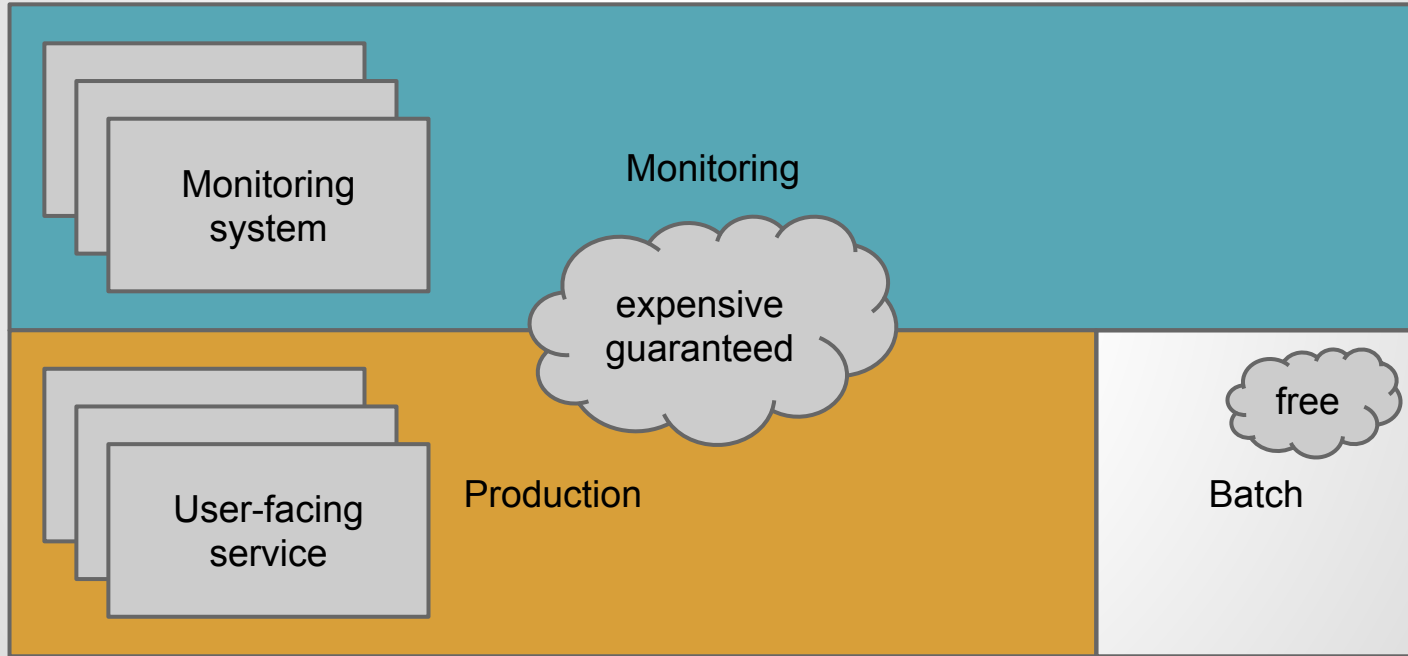 Monitoring
system
Monitoring
expensive
guaranteed
User-facing
service
Production
free
Batch